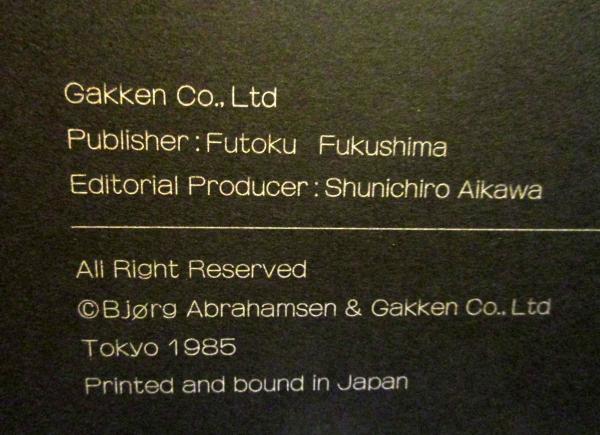 Gakken Co., Ltd
Publisher : Futoku Fukushima
Editorial Producer : Shunichiro Aikawa
All Right Reserved
©Bjørg Abrahamsen & Gakken Co., Ltd
Tokyo 1985
Printed and bound in Japan